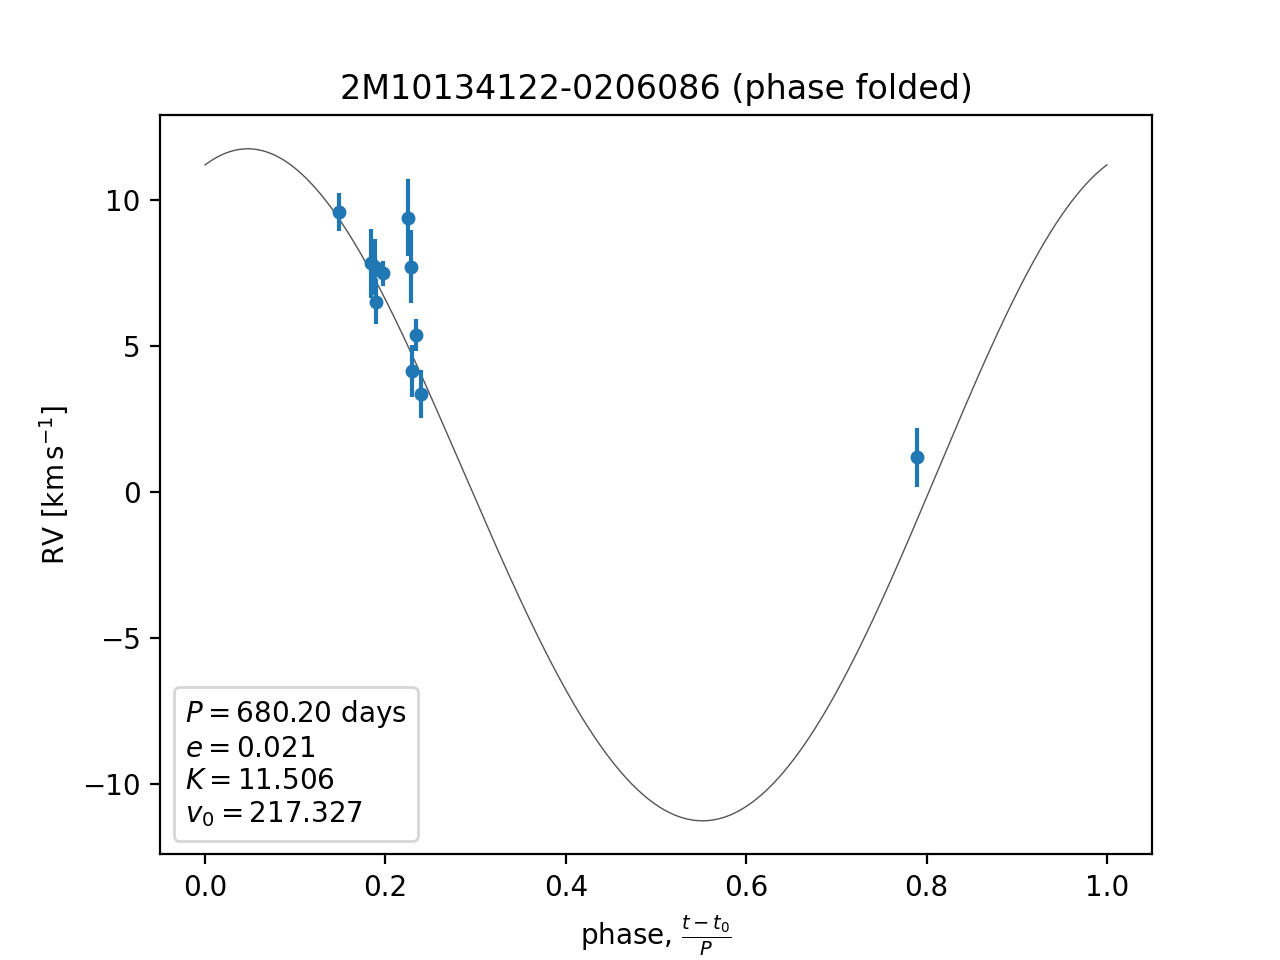 2M10134122-0206086 (phase folded)
RV [km s⁻¹]
10
5
0
−5
−10
P = 680.20 days
e = 0.021
K = 11.506
v₀ = 217.327
0.0 0.2 0.4 0.6 0.8 1.0
phase, (t − t₀)/P